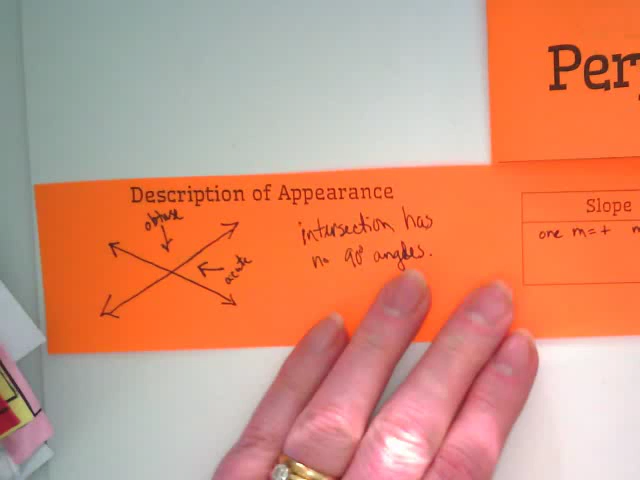 Per
Description of Appearance
obtuse
acute
intersection has
no 90° angles.
Slope
one m=+